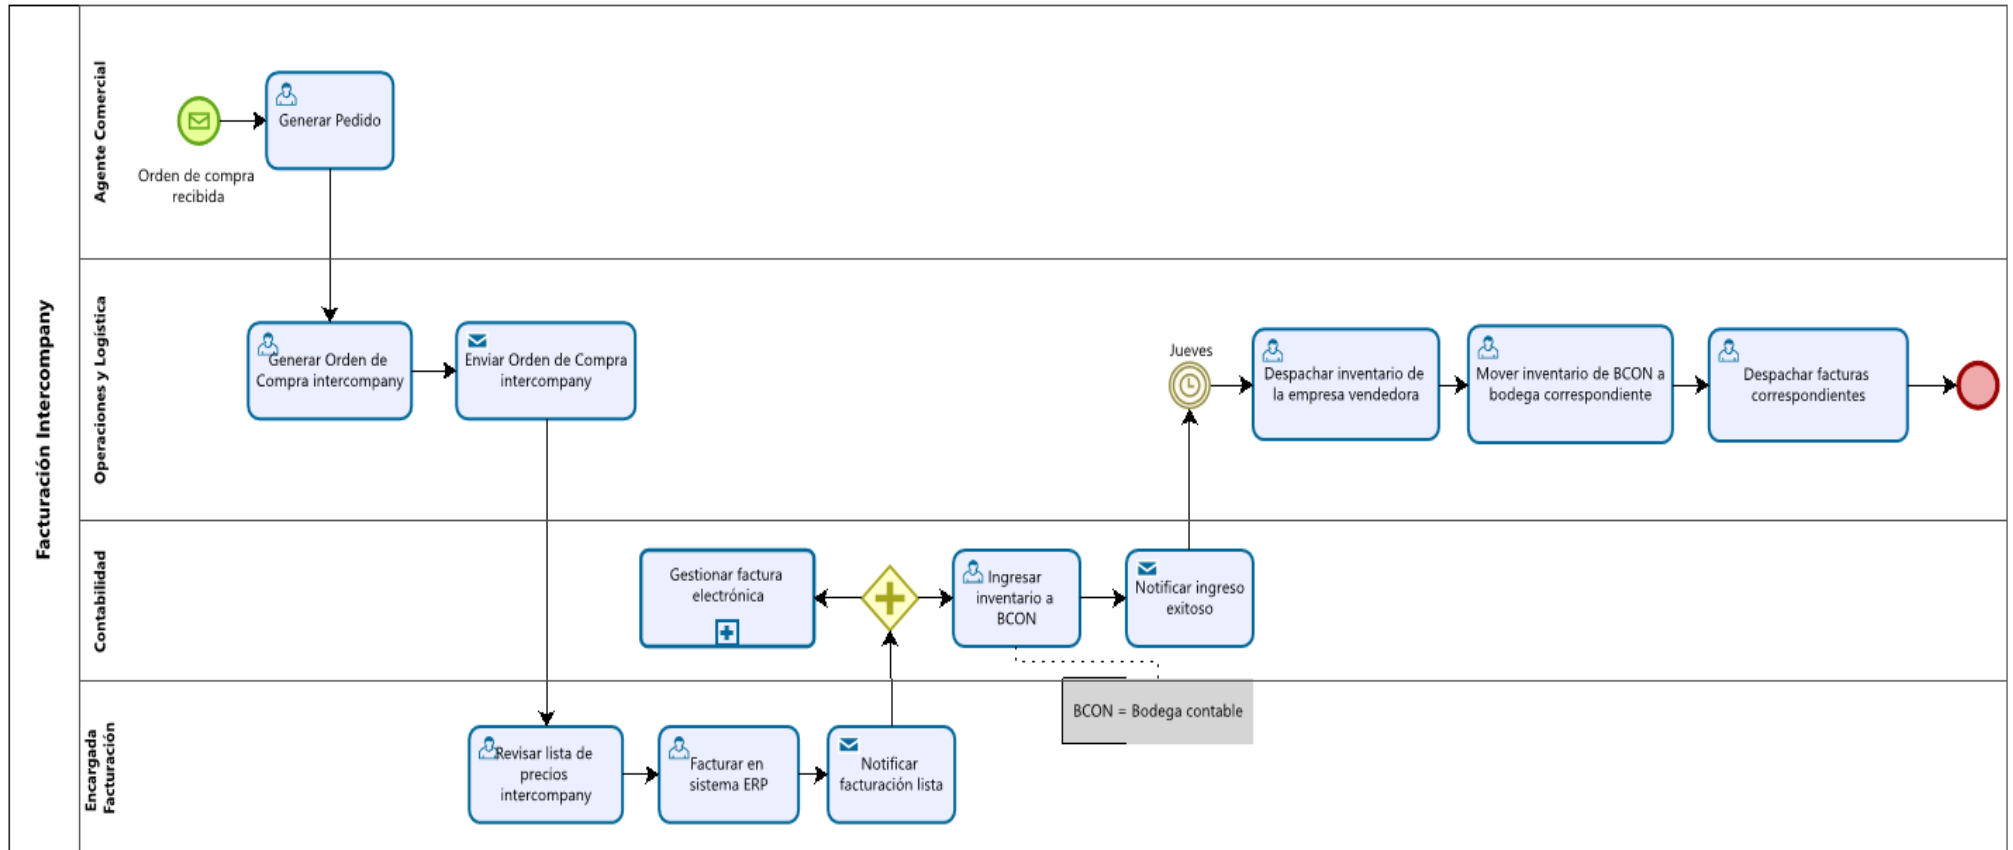 Facturación Intercompany
Agente Comercial
Orden de compra
recibida
Generar Pedido
Operaciones y Logística
Generar Orden de
Compra intercompany
Enviar Orden de Compra
intercompany
Jueves
Despachar inventario de
la empresa vendedora
Mover inventario de BCON a
bodega correspondiente
Despachar facturas
correspondientes
Contabilidad
Gestionar factura
electrónica
Ingresar
inventario a
BCON
Notificar ingreso
exitoso
BCON = Bodega contable
Encargada
Facturación
Revisar lista de
precios
intercompany
Facturar en
sistema ERP
Notificar
facturación lista